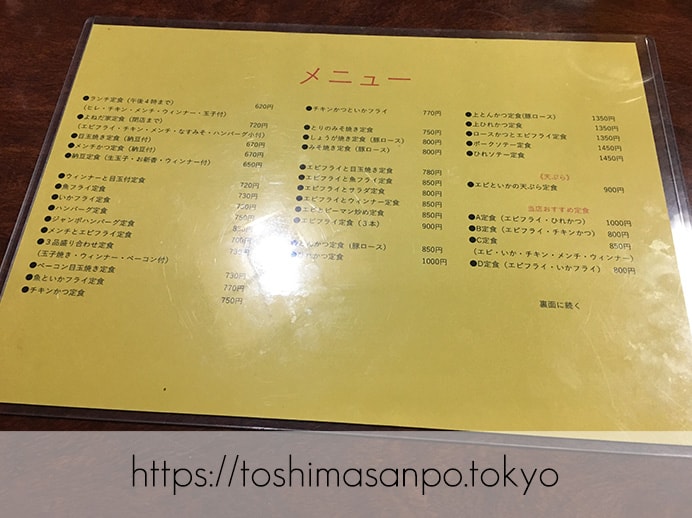 メニュー
●ランチ定食（午後４時まで） 620円
（ヒレ・チキン・メンチ・ウィンナー・玉子付）
●よねだ家定食（閉店まで） 720円
（エビフライ・チキン・メンチ・なすみそ・ハンバーグ小付）
●目玉焼き定食（納豆付） 670円
●メンチかつ定食（納豆付） 670円
●納豆定食（生玉子・お新香・ウィンナー付） 650円
●ウィンナーと目玉付定食 720円
●魚フライ定食 730円
●いかフライ定食 750円
●ハンバーグ定食 750円
●ジャンボハンバーグ定食 850円
●メンチとエビフライ定食
●３品盛り合わせ定食 730円
（玉子焼き・ウィンナー・ベーコン付）
●ベーコン目玉焼き定食 730円
●魚といかフライ定食 770円
●チキンかつ定食 750円
●チキンかつといかフライ 770円
●とりのみそ焼き定食 750円
●しょうが焼き定食（豚ロース） 800円
●みそ焼き定食（豚ロース） 800円
●エビフライと目玉焼き定食 780円
●エビフライと魚フライ定食 850円
●エビフライとサラダ定食 800円
●エビフライとウィンナー定食 850円
●エビとピーマン炒め定食 850円
エビフライ定食（３本） 900円
とんかつ定食（豚ロース） 850円
かつ定食 1000円
●上とんかつ定食（豚ロース） 1350円
●上ひれかつ定食 1350円
●ロースかつとエビフライ定食 1350円
●ポークソテー定食 1450円
●ひれソテー定食 1450円
（天ぷら）
●エビといかの天ぷら定食 900円
当店おすすめ定食
●A定食（エビフライ・ひれかつ） 1000円
●B定食（エビフライ・チキンかつ） 800円
●C定食 850円
（エビ・いか・チキン・メンチ・ウィンナー）
●D定食（エビフライ・いかフライ） 800円
裏面に続く
https://toshimasanpo.tokyo